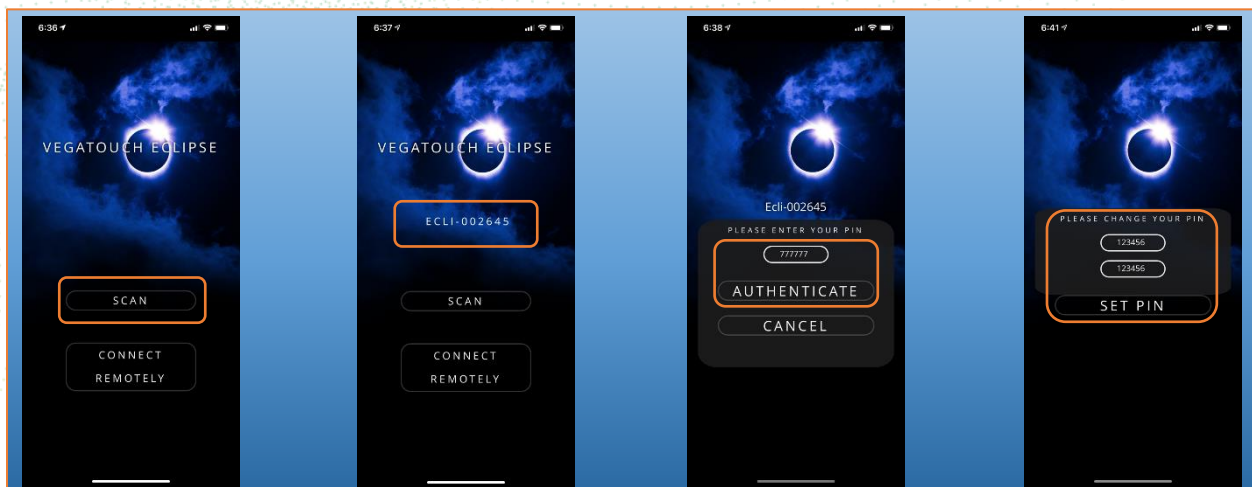 6:36
VEGATOUCH ECLIPSE
SCAN
CONNECT
REMOTELY
6:37
VEGATOUCH ECLIPSE
ECLI-002645
SCAN
CONNECT
REMOTELY
6:38
Ecli-002645
PLEASE ENTER YOUR PIN
777777
AUTHENTICATE
CANCEL
6:41
PLEASE CHANGE YOUR PIN
123456
123456
SET PIN